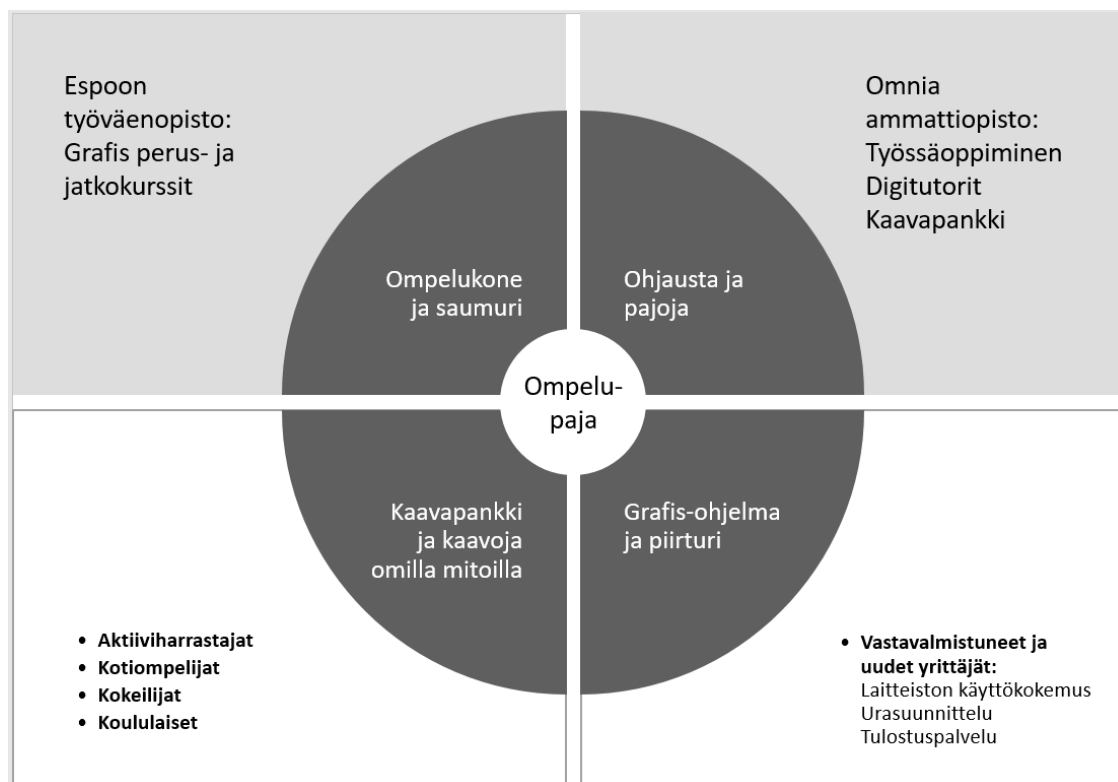 Espoon
työväenopisto:
Grafis perus- ja
jatkokurssit
Omnia
ammattiopisto:
Työssäoppiminen
Digitutorit
Kaavapankki
Ompelukone
ja saumuri
Ohjausta ja
pajoja
Ompelu-
paja
Kaavapankki
ja kaavoja
omilla mitoilla
Grafis-ohjelma
ja piirturi
• Aktiiviharrastajat
• Kotiompelijat
• Kokeilijat
• Koululaiset
• Vastavalmistuneet ja
uudet yrittäjät:
Laitteiston käyttökokemus
Urasuunnittelu
Tulostuspalvelu